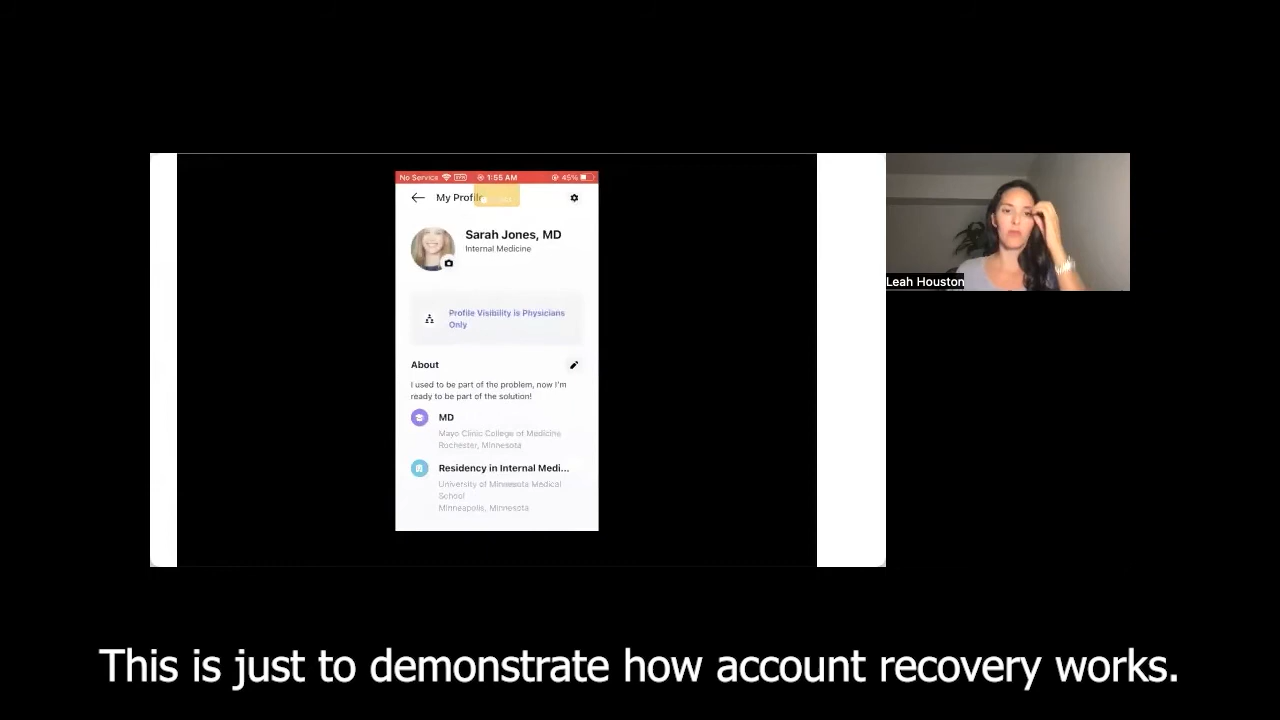 No Service VPN 1:55 AM 45%
My Profile
Sarah Jones, MD
Internal Medicine
Profile Visibility is Physicians
Only
About
I used to be part of the problem, now I'm
ready to be part of the solution!
MD
Mayo Clinic College of Medicine
Rochester, Minnesota
Residency in Internal Medi...
University of Minnesota Medical
School
Minneapolis, Minnesota
Leah Houston
This is just to demonstrate how account recovery works.